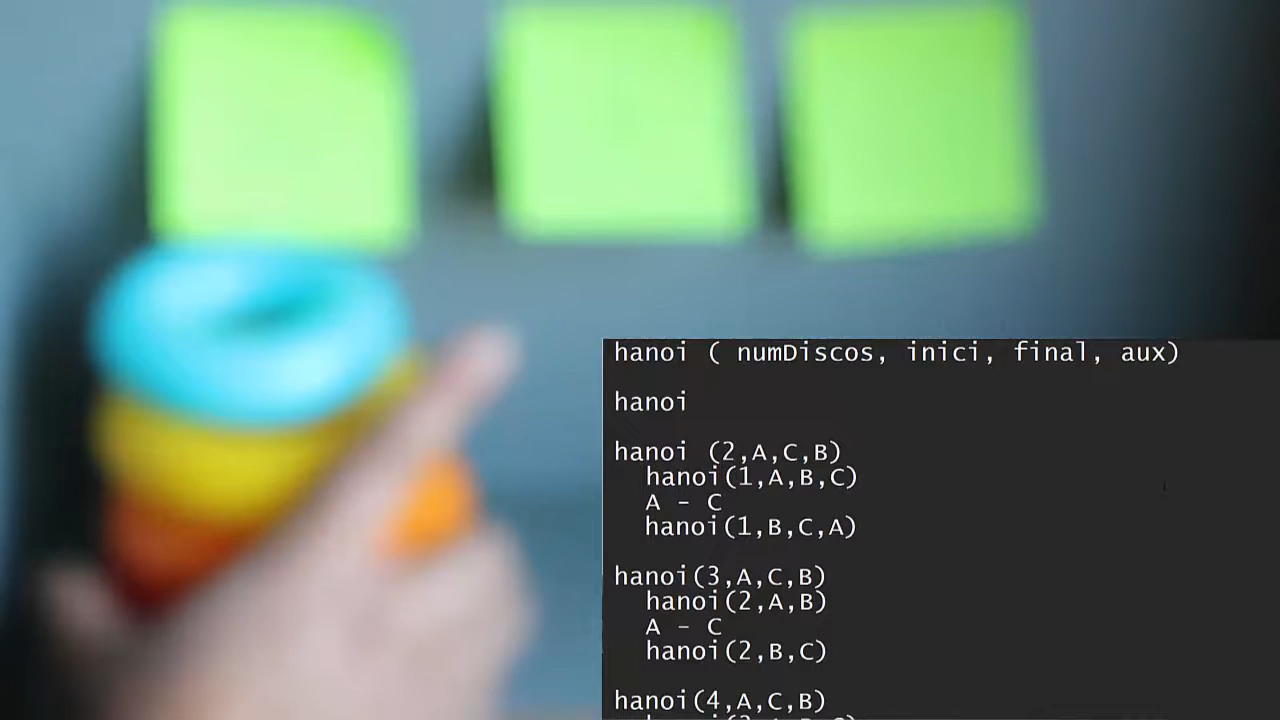 hanoi ( numDiscos, inici, final, aux)
hanoi
hanoi (2,A,C,B)
hanoi(1,A,B,C)
A - C
hanoi(1,B,C,A)
hanoi(3,A,C,B)
hanoi(2,A,B)
A - C
hanoi(2,B,C)
hanoi(4,A,C,B)